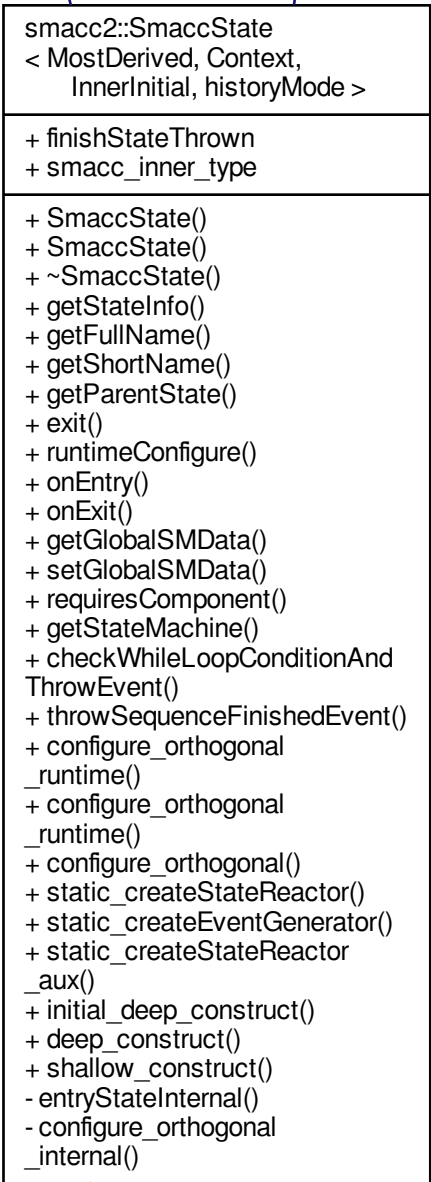 smacc2::SmaccState
< MostDerived, Context,
InnerInitial, historyMode >
+ finishStateThrown
+ smacc_inner_type
+ SmaccState()
+ SmaccState()
+ ~SmaccState()
+ getStateInfo()
+ getFullName()
+ getShortName()
+ getParentState()
+ exit()
+ runtimeConfigure()
+ onEntry()
+ onExit()
+ getGlobalSMData()
+ setGlobalSMData()
+ requiresComponent()
+ getStateMachine()
+ checkWhileLoopConditionAnd
ThrowEvent()
+ throwSequenceFinishedEvent()
+ configure_orthogonal
_runtime()
+ configure_orthogonal
_runtime()
+ configure_orthogonal()
+ static_createStateReactor()
+ static_createEventGenerator()
+ static_createStateReactor
_aux()
+ initial_deep_construct()
+ deep_construct()
+ shallow_construct()
- entryStateInternal()
- configure_orthogonal
_internal()